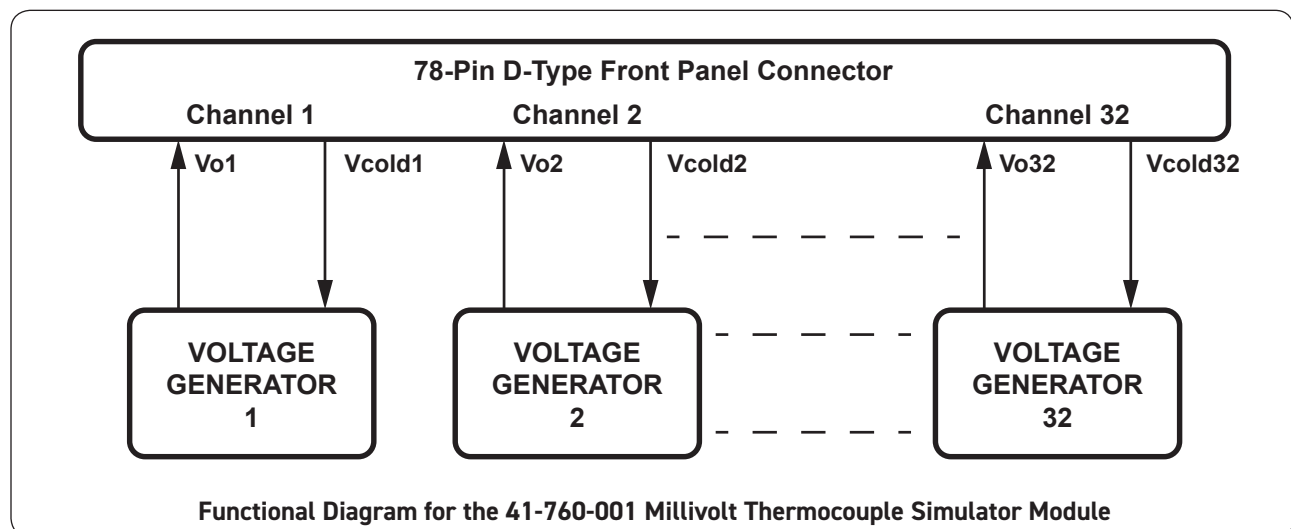 78-Pin D-Type Front Panel Connector
Channel 1 Channel 2 Channel 32
Vo1 Vcold1 Vo2 Vcold2 Vo32 Vcold32
VOLTAGE GENERATOR 1
VOLTAGE GENERATOR 2
VOLTAGE GENERATOR 32
Functional Diagram for the 41-760-001 Millivolt Thermocouple Simulator Module